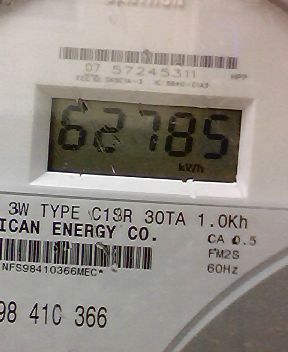 07 57245311 HPP
62785
kWh
3W TYPE C1SR 30TA 1.0Kh
ICAN ENERGY CO.
CA 0.5
FM2S
NFS98410366MEC*
60Hz
98 410 366